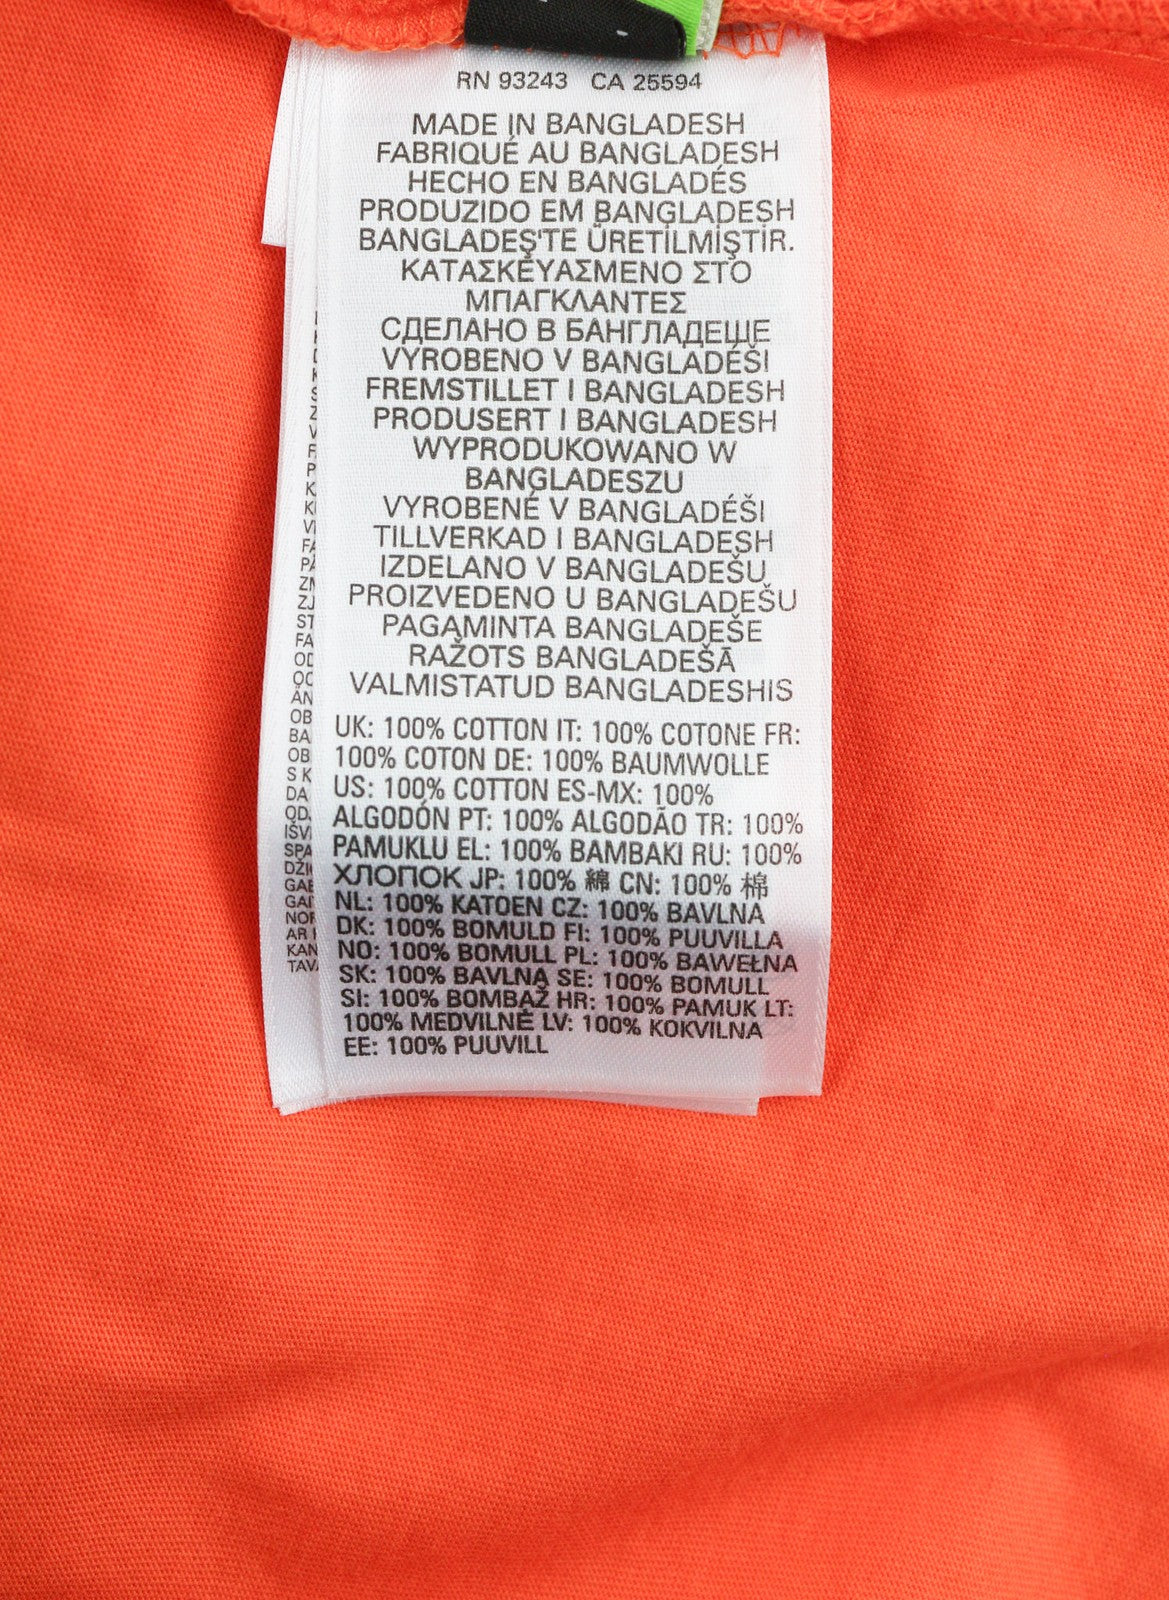 RN 93243 CA 25594
MADE IN BANGLADESH
FABRIQUÉ AU BANGLADESH
HECHO EN BANGLADÉS
PRODUZIDO EM BANGLADESH
BANGLADEŞ'TE ÜRETİLMİŞTİR.
ΚΑΤΑΣΚΕΥΑΣΜΕΝΟ ΣΤΟ
ΜΠΑΓΚΛΑΝΤΕΣ
СДЕЛАНО В БАНГЛАДЕШЕ
VYROBENO V BANGLADÉŠI
FREMSTILLET I BANGLADESH
PRODUSERT I BANGLADESH
WYPRODUKOWANO W
BANGLADESZU
VYROBENÉ V BANGLADÉŠI
TILLVERKAD I BANGLADESH
IZDELANO V BANGLADEŠU
PROIZVEDENO U BANGLADEŠU
PAGAMINTA BANGLADEŠE
RAŽOTS BANGLADEŠĀ
VALMISTATUD BANGLADESHIS
UK: 100% COTTON IT: 100% COTONE FR:
100% COTON DE: 100% BAUMWOLLE
US: 100% COTTON ES-MX: 100%
ALGODÓN PT: 100% ALGODÃO TR: 100%
PAMUKLU EL: 100% ΒΑΜΒΑΚΙ RU: 100%
ХЛОПОК JP: 100% 綿 CN: 100% 棉
NL: 100% KATOEN CZ: 100% BAVLNA
DK: 100% BOMULD FI: 100% PUUVILLA
NO: 100% BOMULL PL: 100% BAWEŁNA
SK: 100% BAVLNA SE: 100% BOMULL
SI: 100% BOMBAŽ HR: 100% PAMUK LT:
100% MEDVILNĖ LV: 100% KOKVILNA
EE: 100% PUUVILL